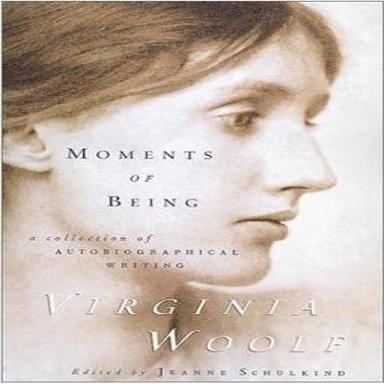 MOMENTS
OF
BEING
a collection of
AUTOBIOGRAPHICAL
WRITING
VIRGINIA
WOOLF
Edited by JEANNE SCHULKIND